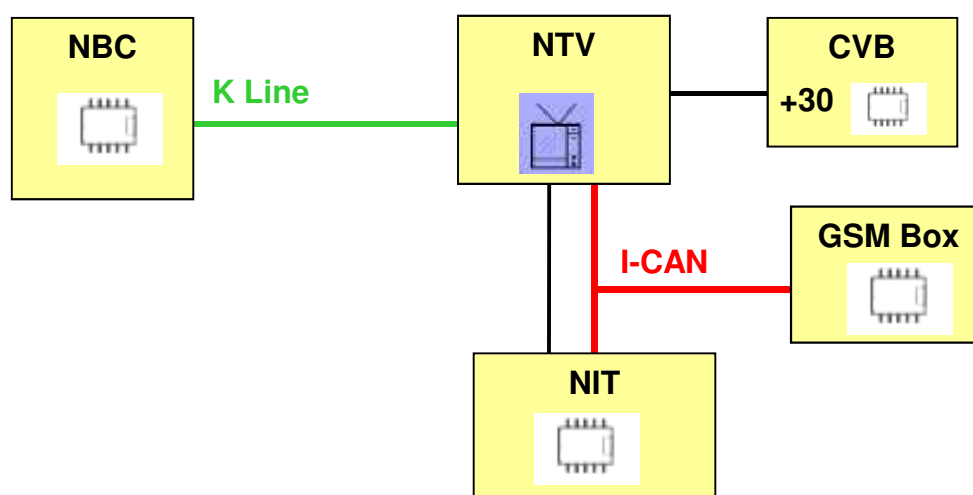 NBC
K Line
NTV
CVB
+30
GSM Box
I-CAN
NIT